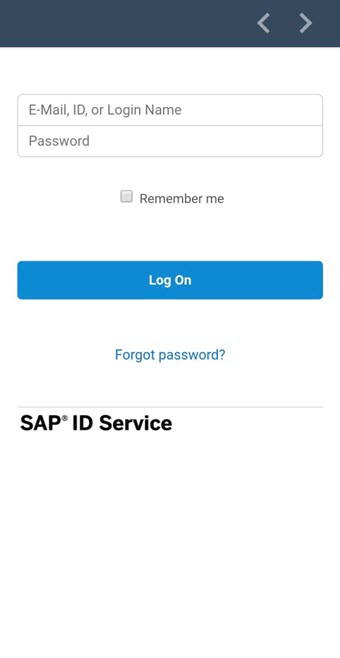 E-Mail, ID, or Login Name
Password
Remember me
Log On
Forgot password?
SAP® ID Service